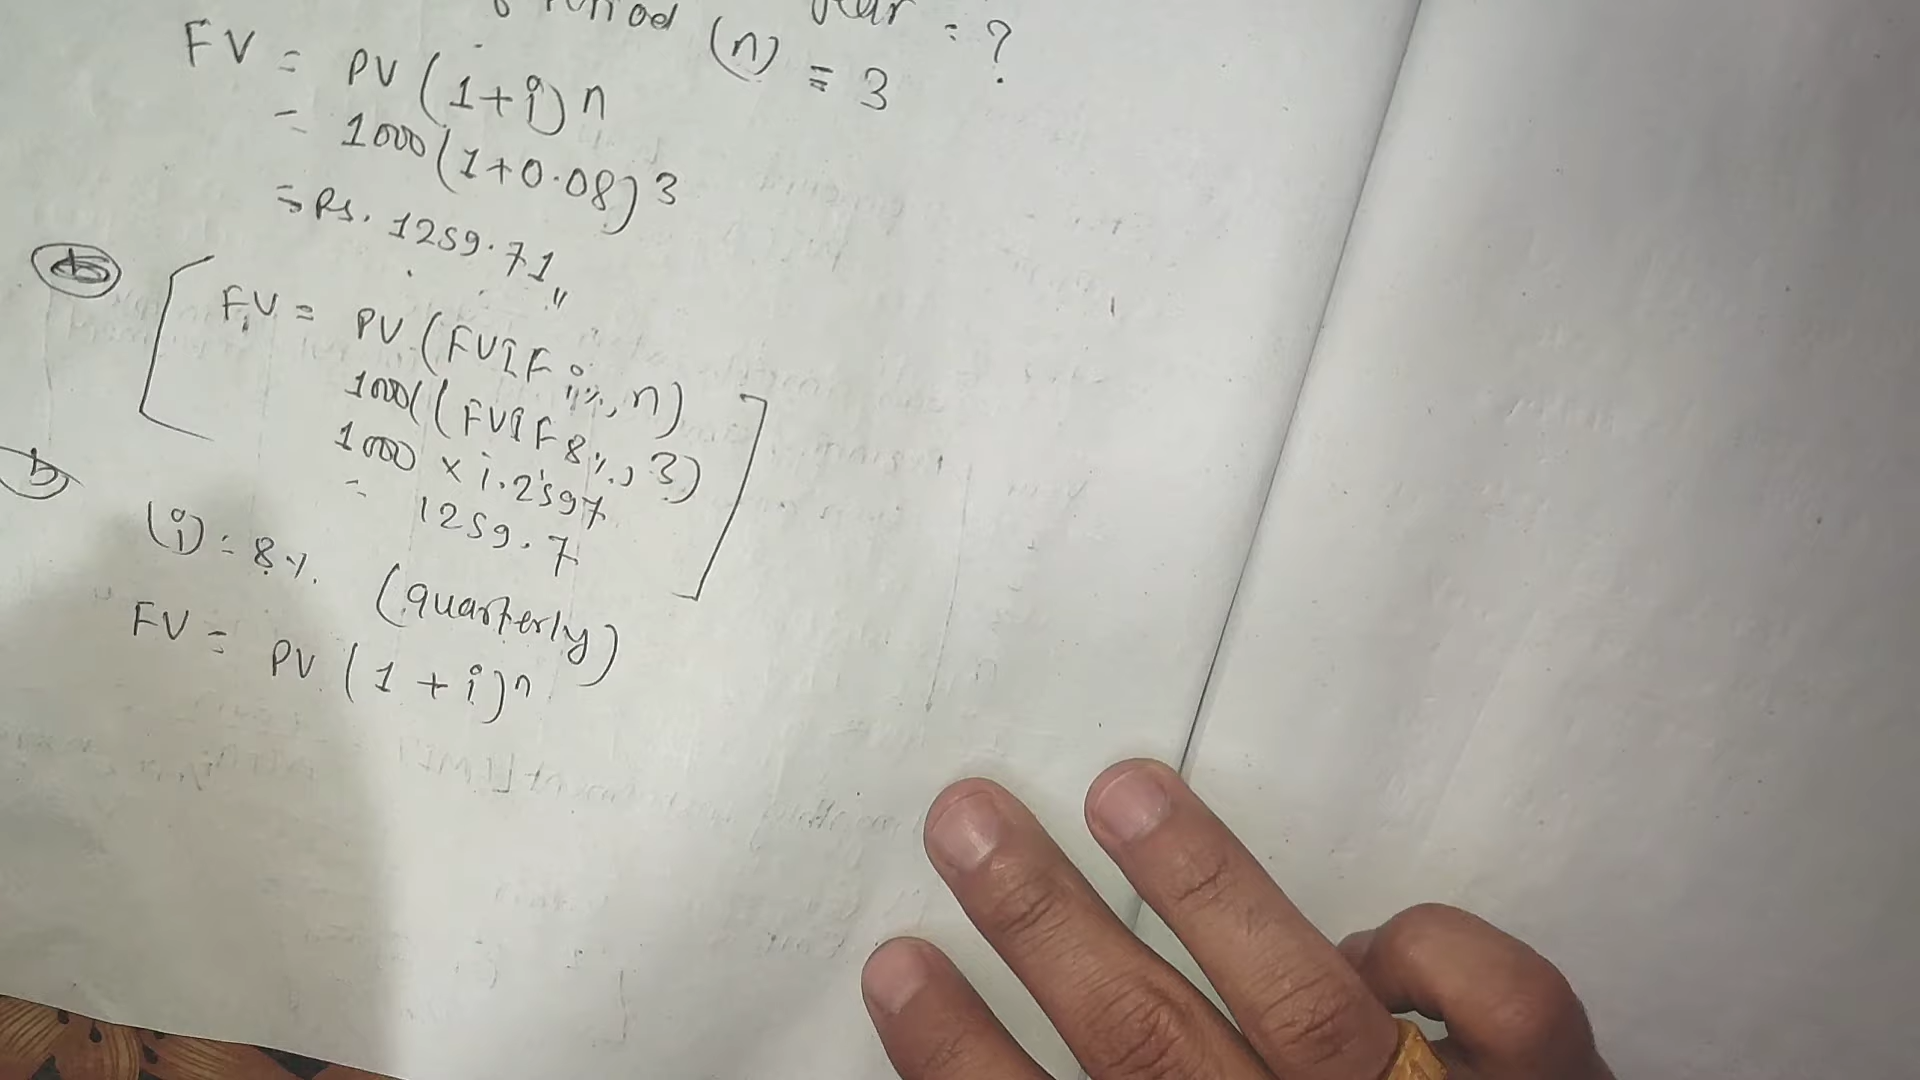 Period (n) = 3
Year = ?
FV = PV (1+i)n
= 1000(1+0.08)3
= Rs. 1259.71,,
FV = PV (FVIF i%, n)
1000((FVIF 8%, 3)
1000 x 1.2597
= 1259.7
b
(i) = 8%. (quarterly)
FV = PV (1 + i)n